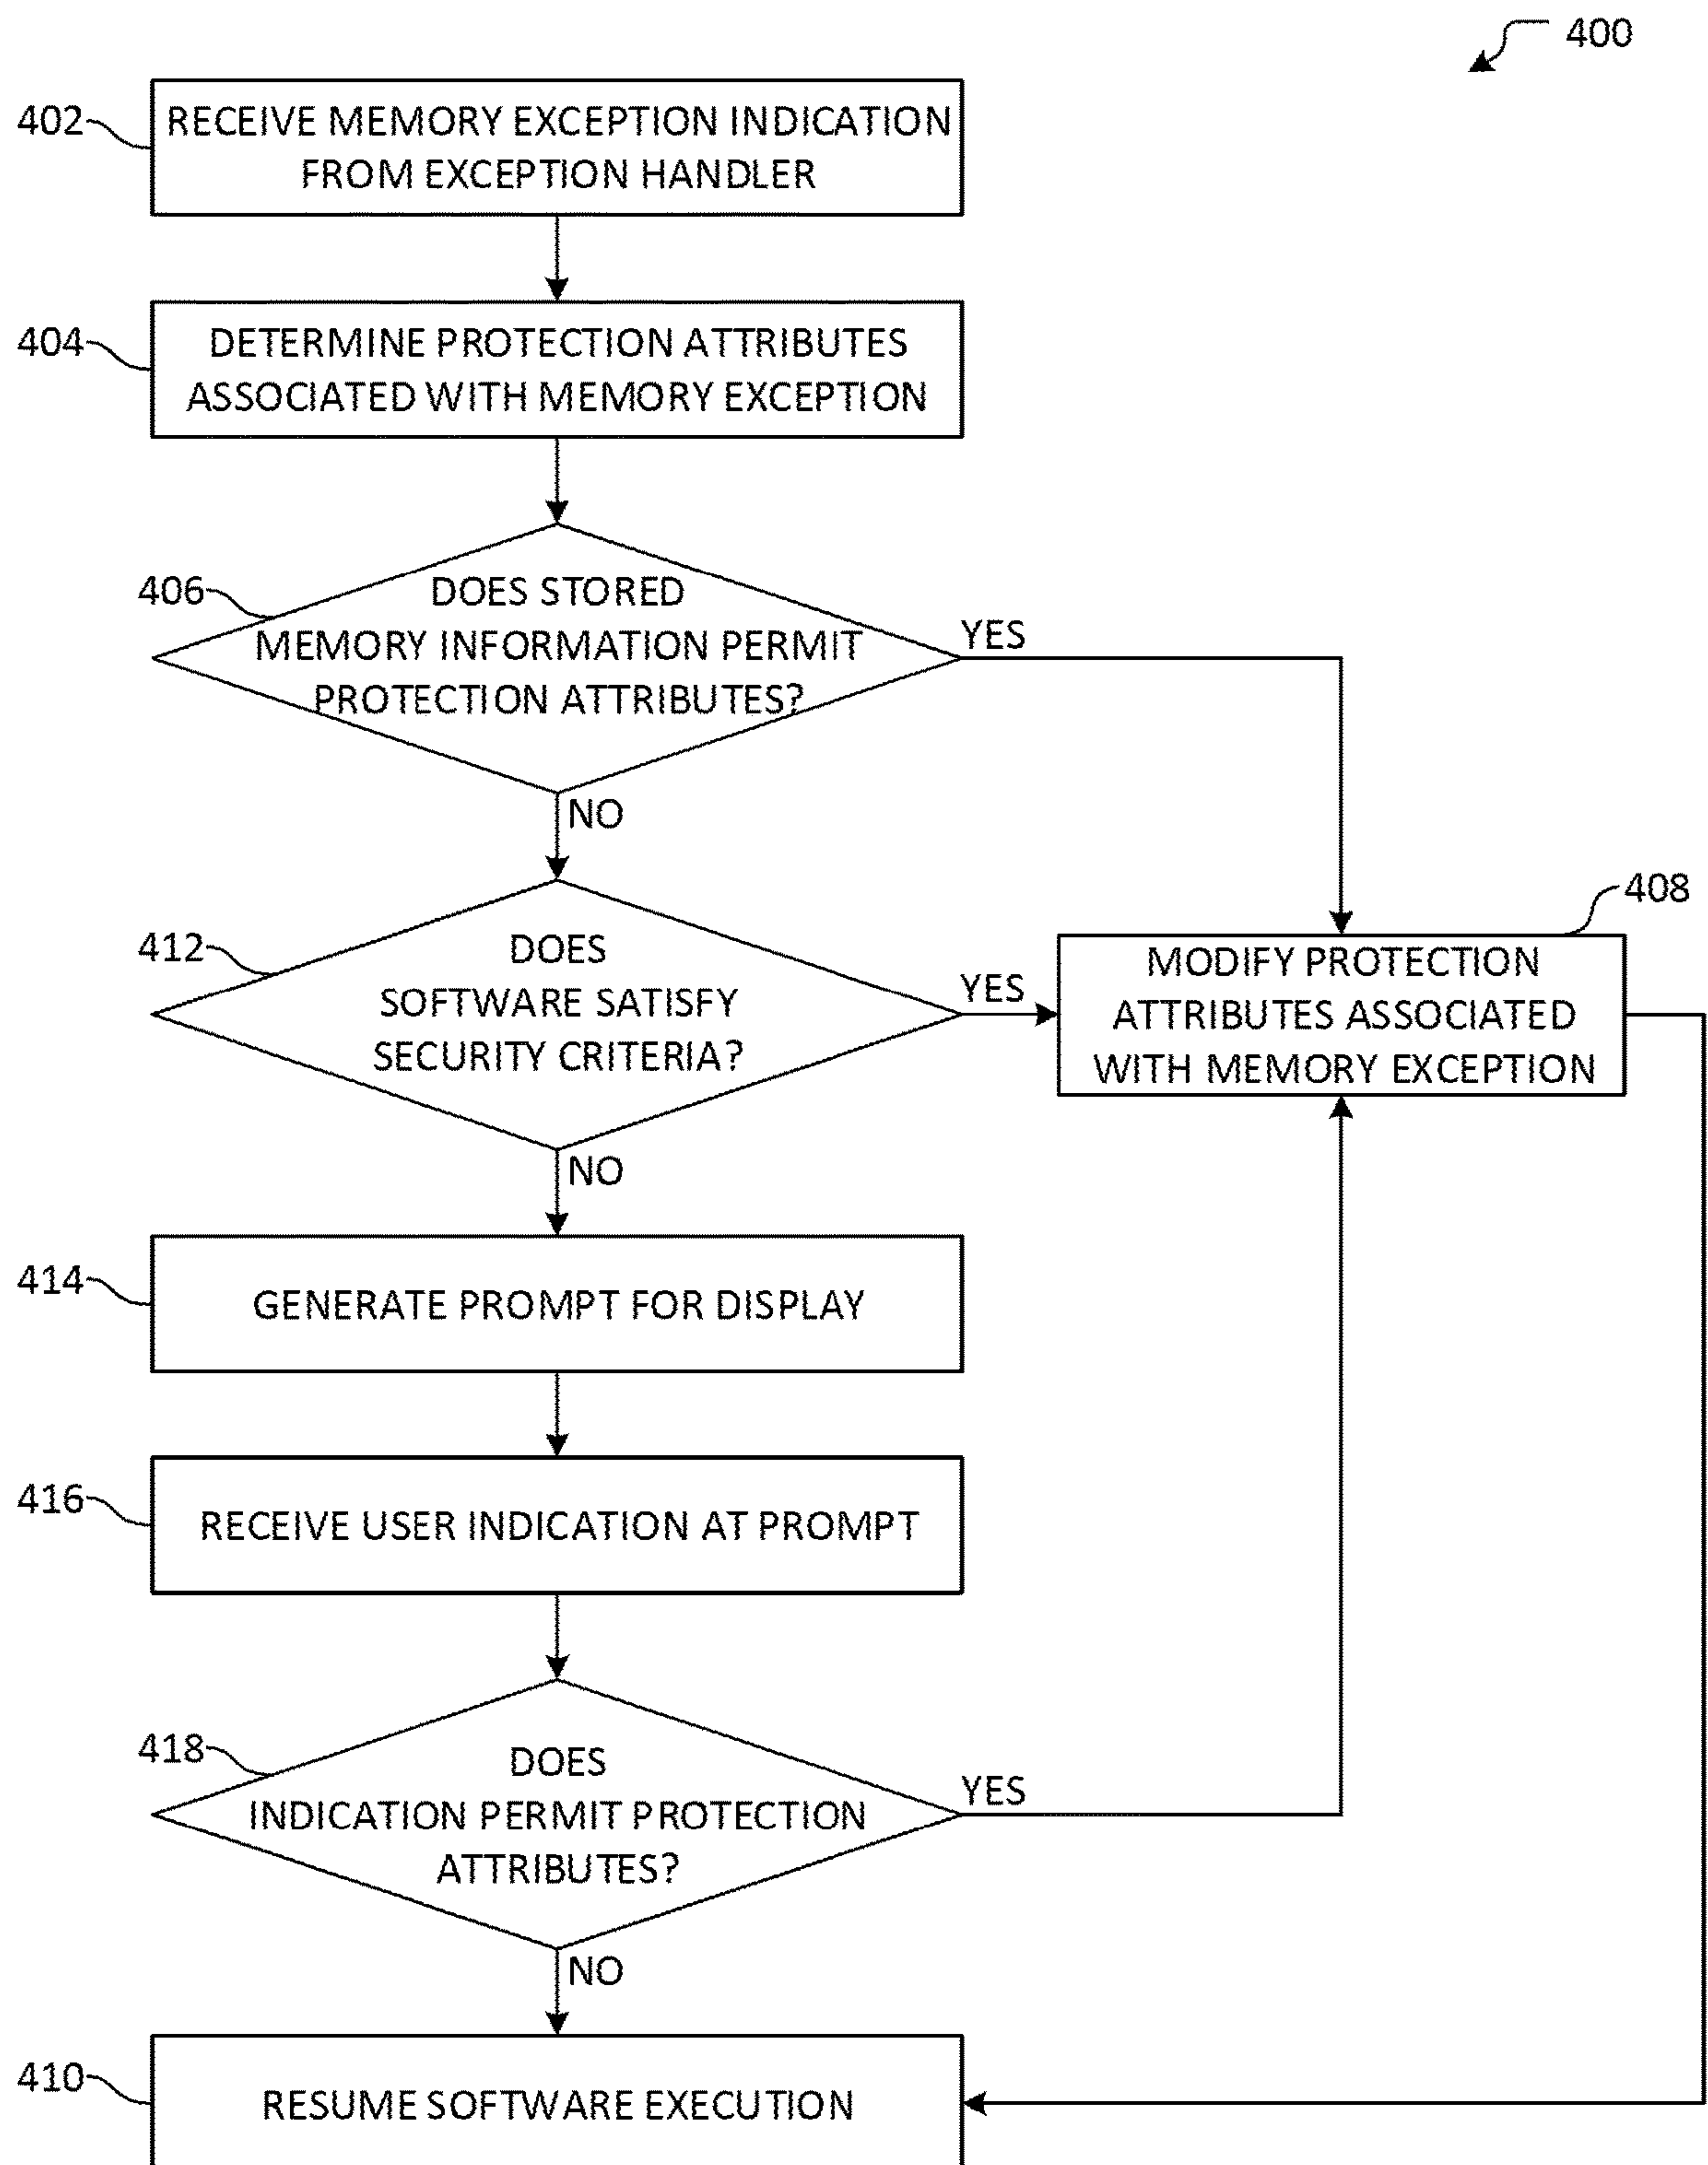 400
402
RECEIVE MEMORY EXCEPTION INDICATION
FROM EXCEPTION HANDLER
404
DETERMINE PROTECTION ATTRIBUTES
ASSOCIATED WITH MEMORY EXCEPTION
406
DOES STORED
MEMORY INFORMATION PERMIT
PROTECTION ATTRIBUTES?
YES
NO
408
MODIFY PROTECTION
ATTRIBUTES ASSOCIATED
WITH MEMORY EXCEPTION
412
DOES
SOFTWARE SATISFY
SECURITY CRITERIA?
YES
NO
414
GENERATE PROMPT FOR DISPLAY
416
RECEIVE USER INDICATION AT PROMPT
418
DOES
INDICATION PERMIT PROTECTION
ATTRIBUTES?
YES
NO
410
RESUME SOFTWARE EXECUTION